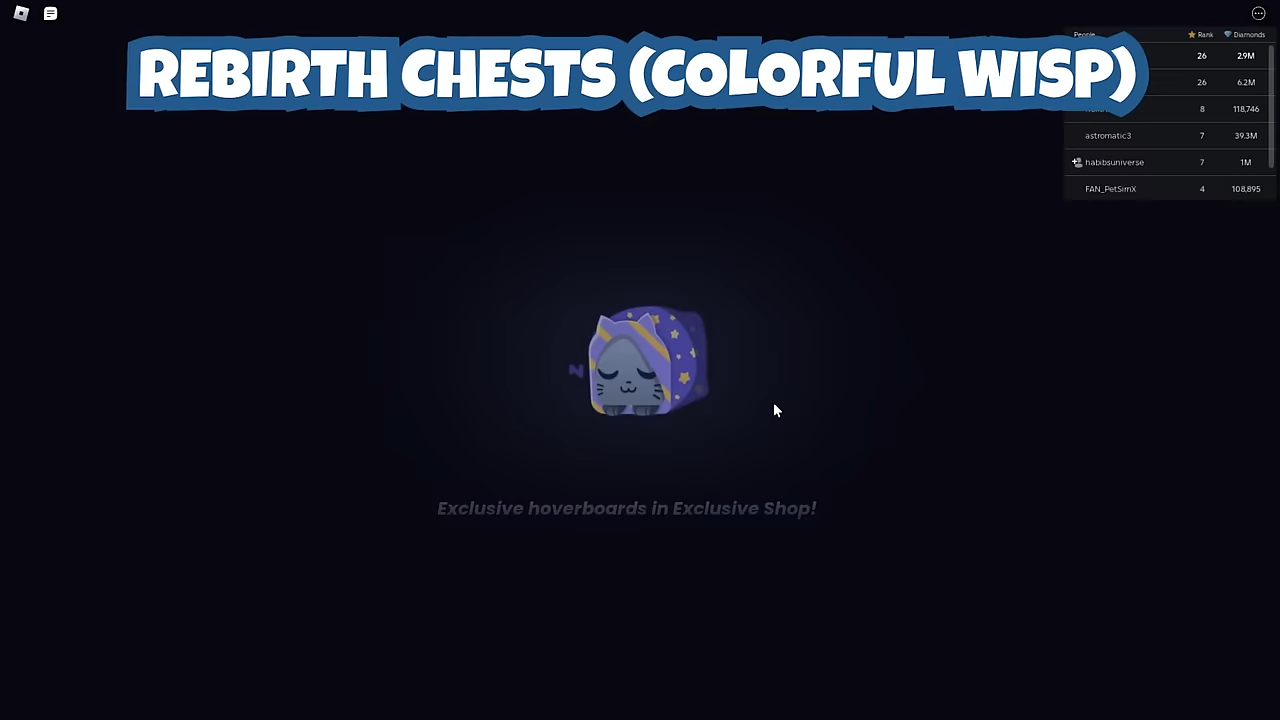 REBIRTH CHESTS (COLORFUL WISP)
People Rank Diamonds
26 2.9M
26 6.2M
8 118,746
astromatic3 7 39.3M
habibsuniverse 7 1M
FAN_PetSimX 4 108,895
N
Exclusive hoverboards in Exclusive Shop!